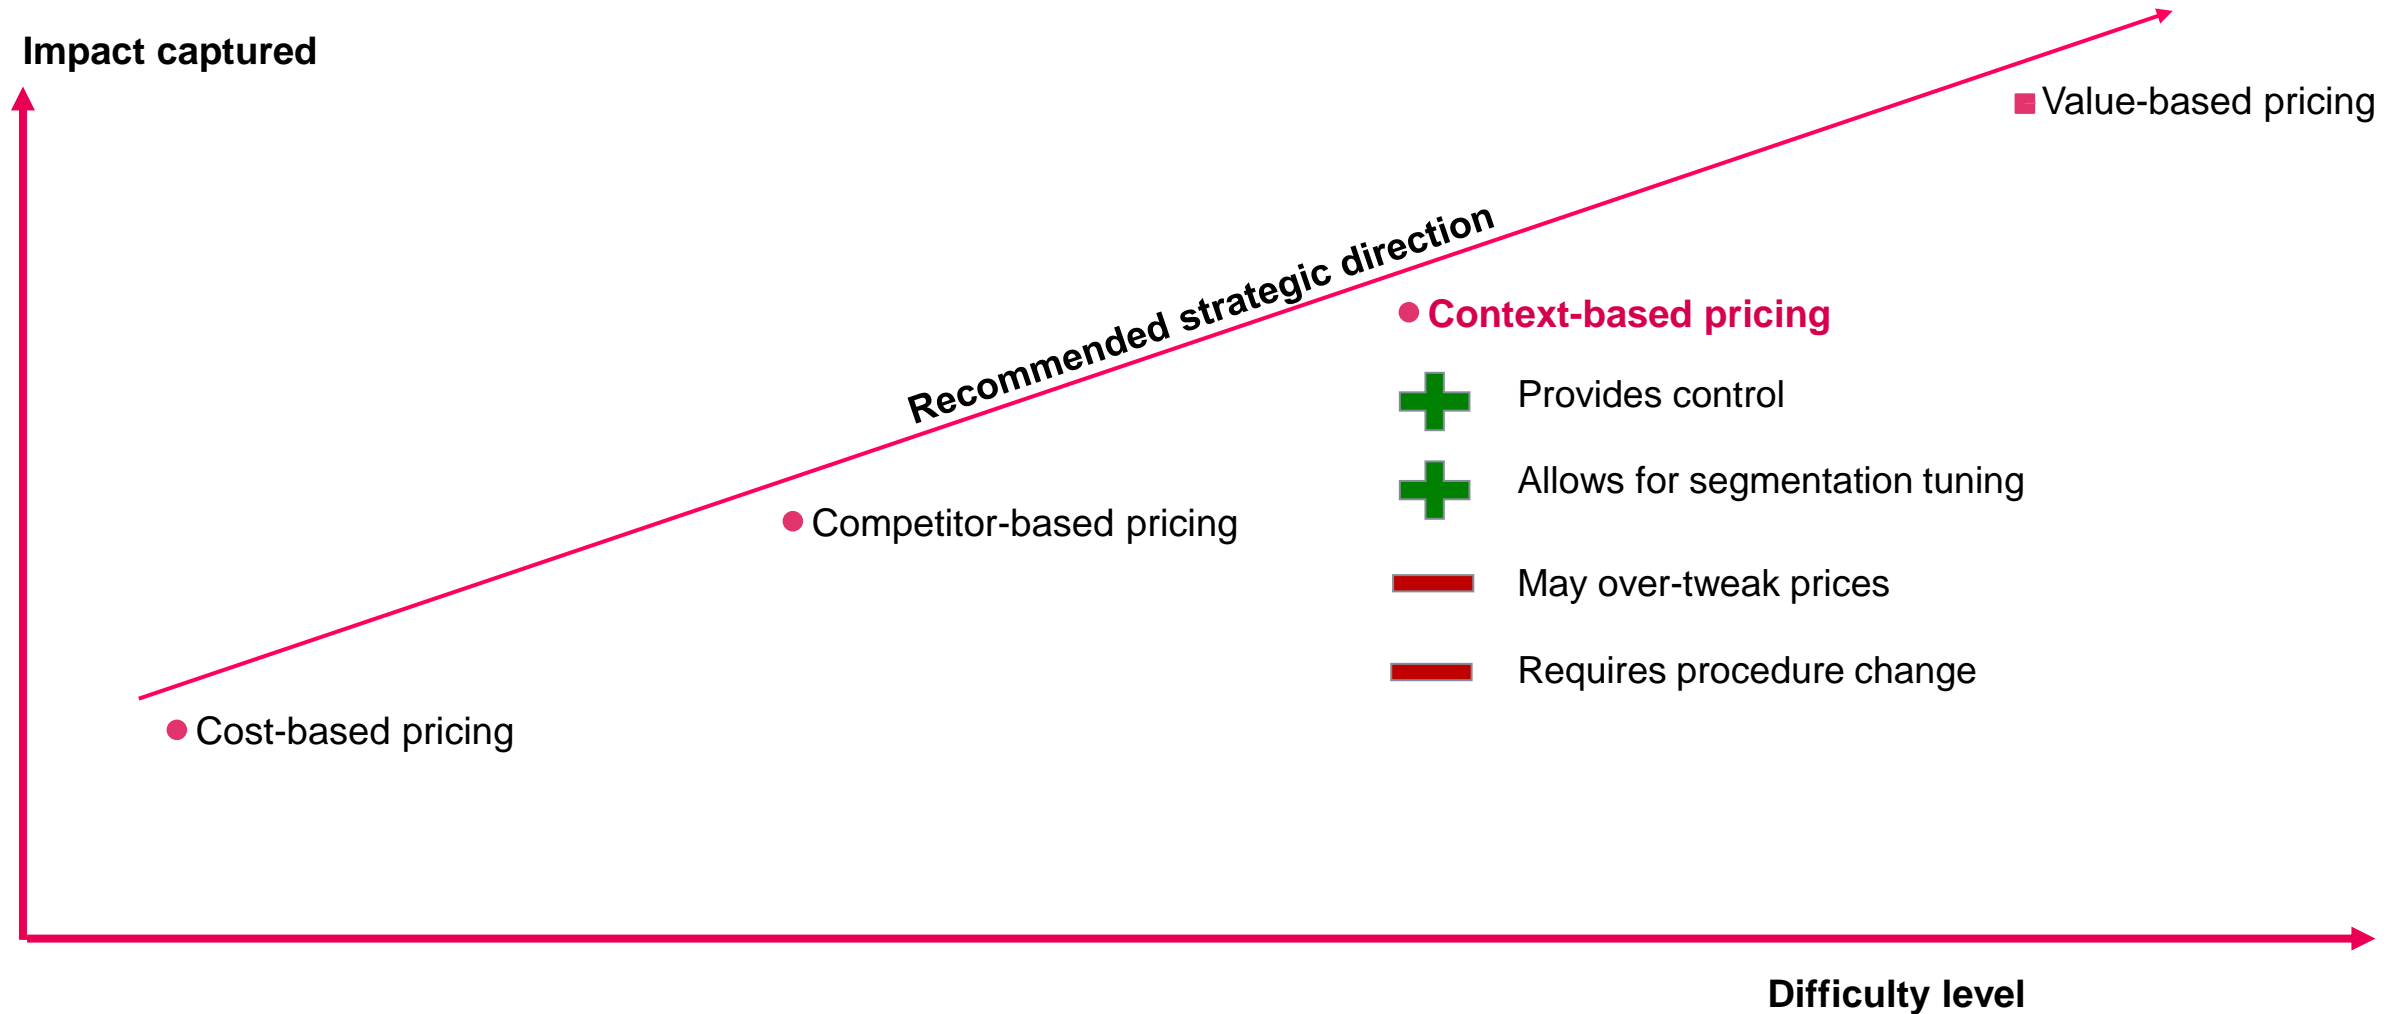 Impact captured
Value-based pricing
Recommended strategic direction
Context-based pricing
Provides control
Allows for segmentation tuning
Competitor-based pricing
May over-tweak prices
Requires procedure change
Cost-based pricing
Difficulty level